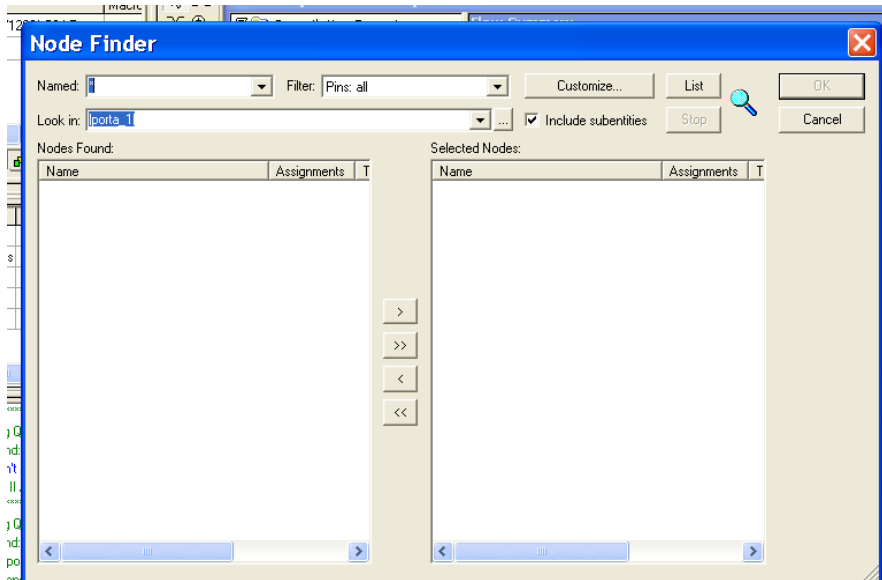 Node Finder
Named: * Filter: Pins: all Customize... List OK
Look in: |porta_1| ... Include subentities Stop Cancel
Nodes Found: Selected Nodes:
Name Assignments T Name Assignments T
>
>>
<
<<